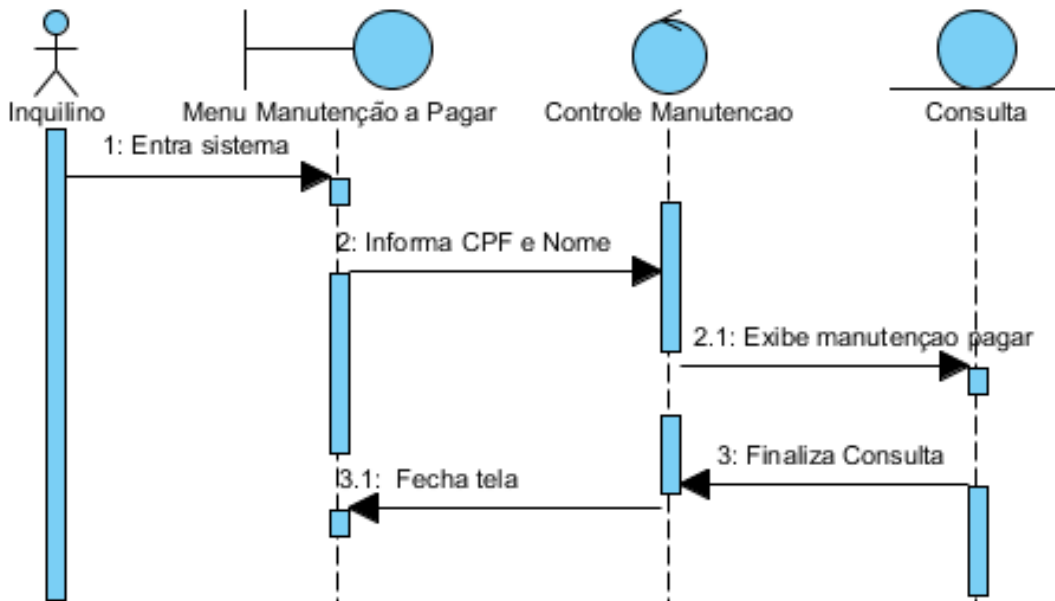 Inquilino
Menu Manutenção a Pagar
Controle Manutencao
Consulta
1: Entra sistema
2: Informa CPF e Nome
2.1: Exibe manutençao pagar
3: Finaliza Consulta
3.1: Fecha tela